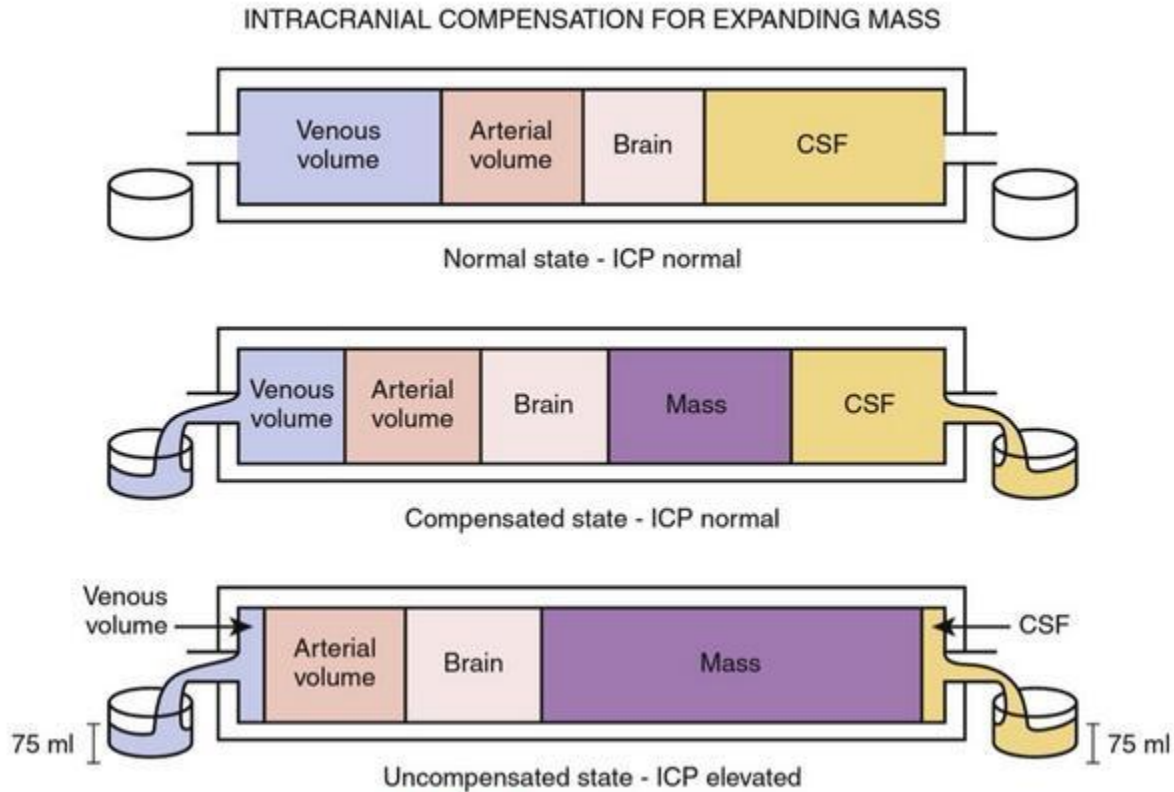 INTRACRANIAL COMPENSATION FOR EXPANDING MASS
Venous
volume
Arterial
volume
Brain
CSF
Normal state - ICP normal
Venous
volume
Arterial
volume
Brain
Mass
CSF
Compensated state - ICP normal
Venous
volume
Arterial
volume
Brain
Mass
CSF
75 ml
75 ml
Uncompensated state - ICP elevated